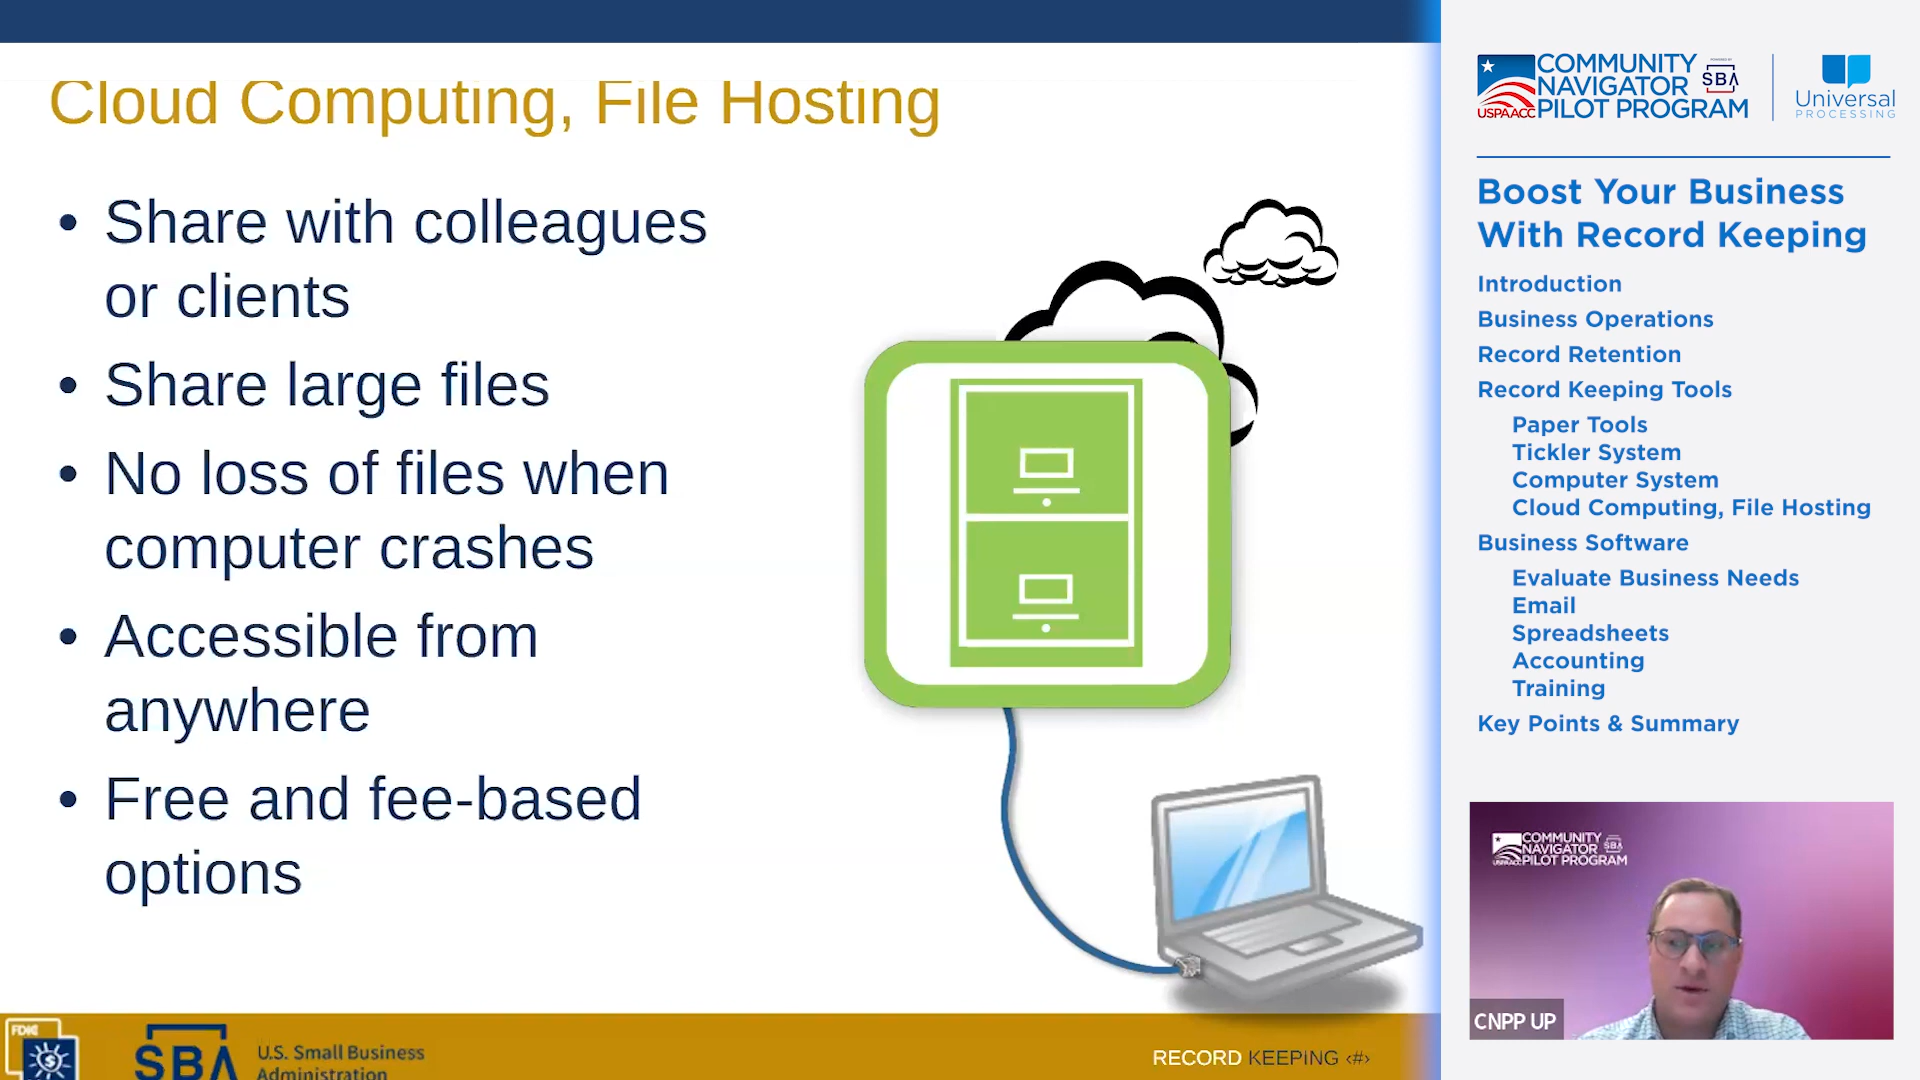 Cloud Computing, File Hosting
• Share with colleagues
or clients
• Share large files
• No loss of files when
computer crashes
• Accessible from
anywhere
• Free and fee-based
options
FDIC
SBA
U.S. Small Business
Administration
RECORD KEEPING ‹#›
USPAACC
COMMUNITY
NAVIGATOR
PILOT PROGRAM
SBA
Universal
PROCESSING
Boost Your Business
With Record Keeping
Introduction
Business Operations
Record Retention
Record Keeping Tools
Paper Tools
Tickler System
Computer System
Cloud Computing, File Hosting
Business Software
Evaluate Business Needs
Email
Spreadsheets
Accounting
Training
Key Points & Summary
USPAACC
COMMUNITY
NAVIGATOR
PILOT PROGRAM
SBA
CNPP UP